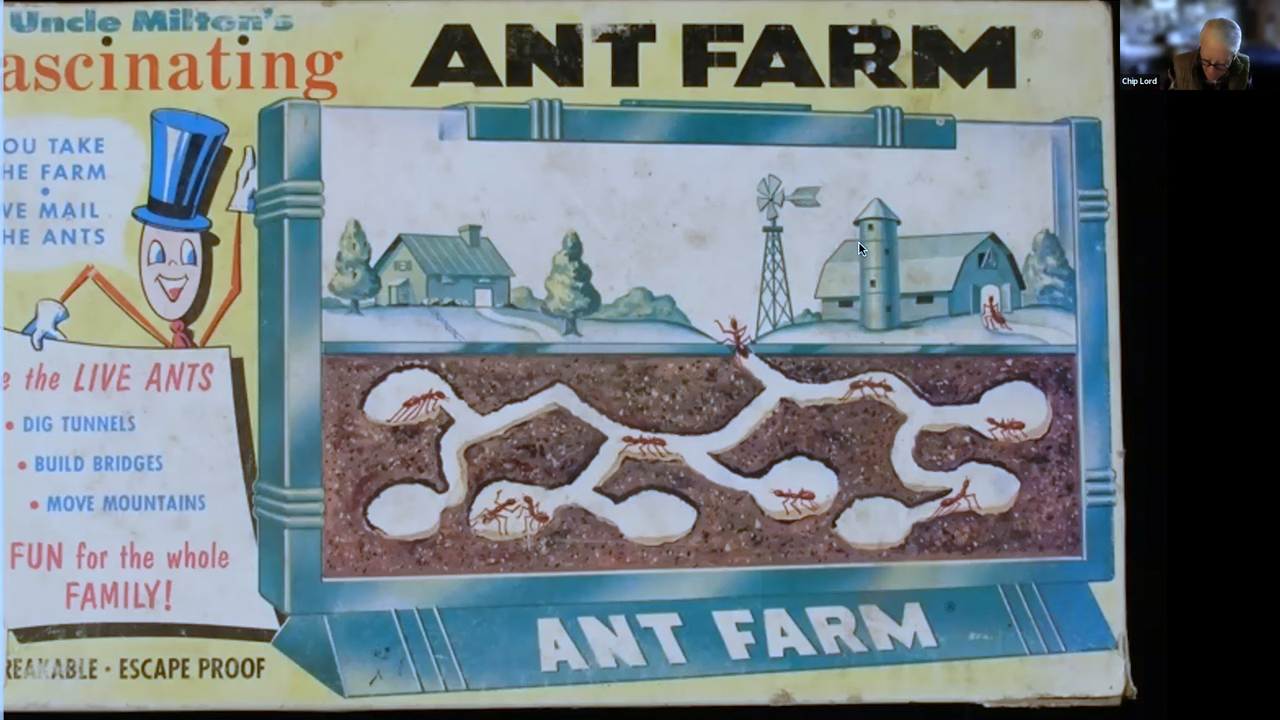 Uncle Milton's
ascinating
ANT FARM®
OU TAKE
HE FARM
•
WE MAIL
HE ANTS
e the LIVE ANTS
• DIG TUNNELS
• BUILD BRIDGES
• MOVE MOUNTAINS
FUN for the whole
FAMILY!
REAKABLE · ESCAPE PROOF
ANT FARM®
Chip Lord